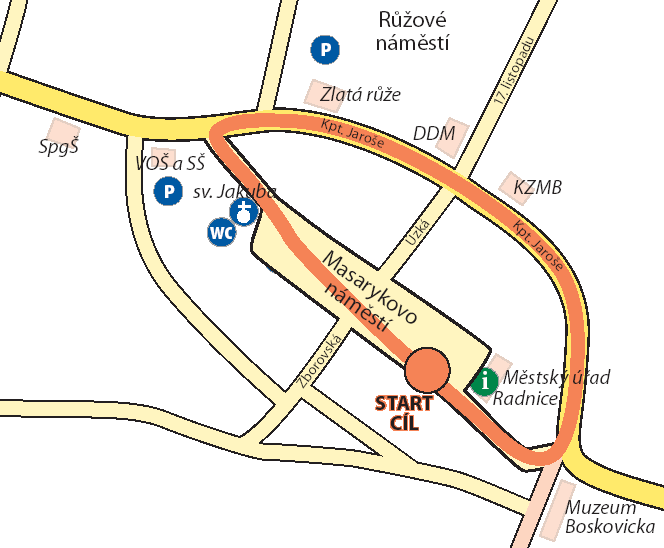 Růžové
náměstí
P
17. listopadu
Zlatá růže
Kpt. Jaroše
DDM
SpgŠ
VOŠ a SŠ
KZMB
P
sv. Jakuba
WC
Úzká
Kpt. Jaroše
Masarykovo
náměstí
Zborovská
i
Městský úřad
Radnice
START
CÍL
Muzeum
Boskovicka